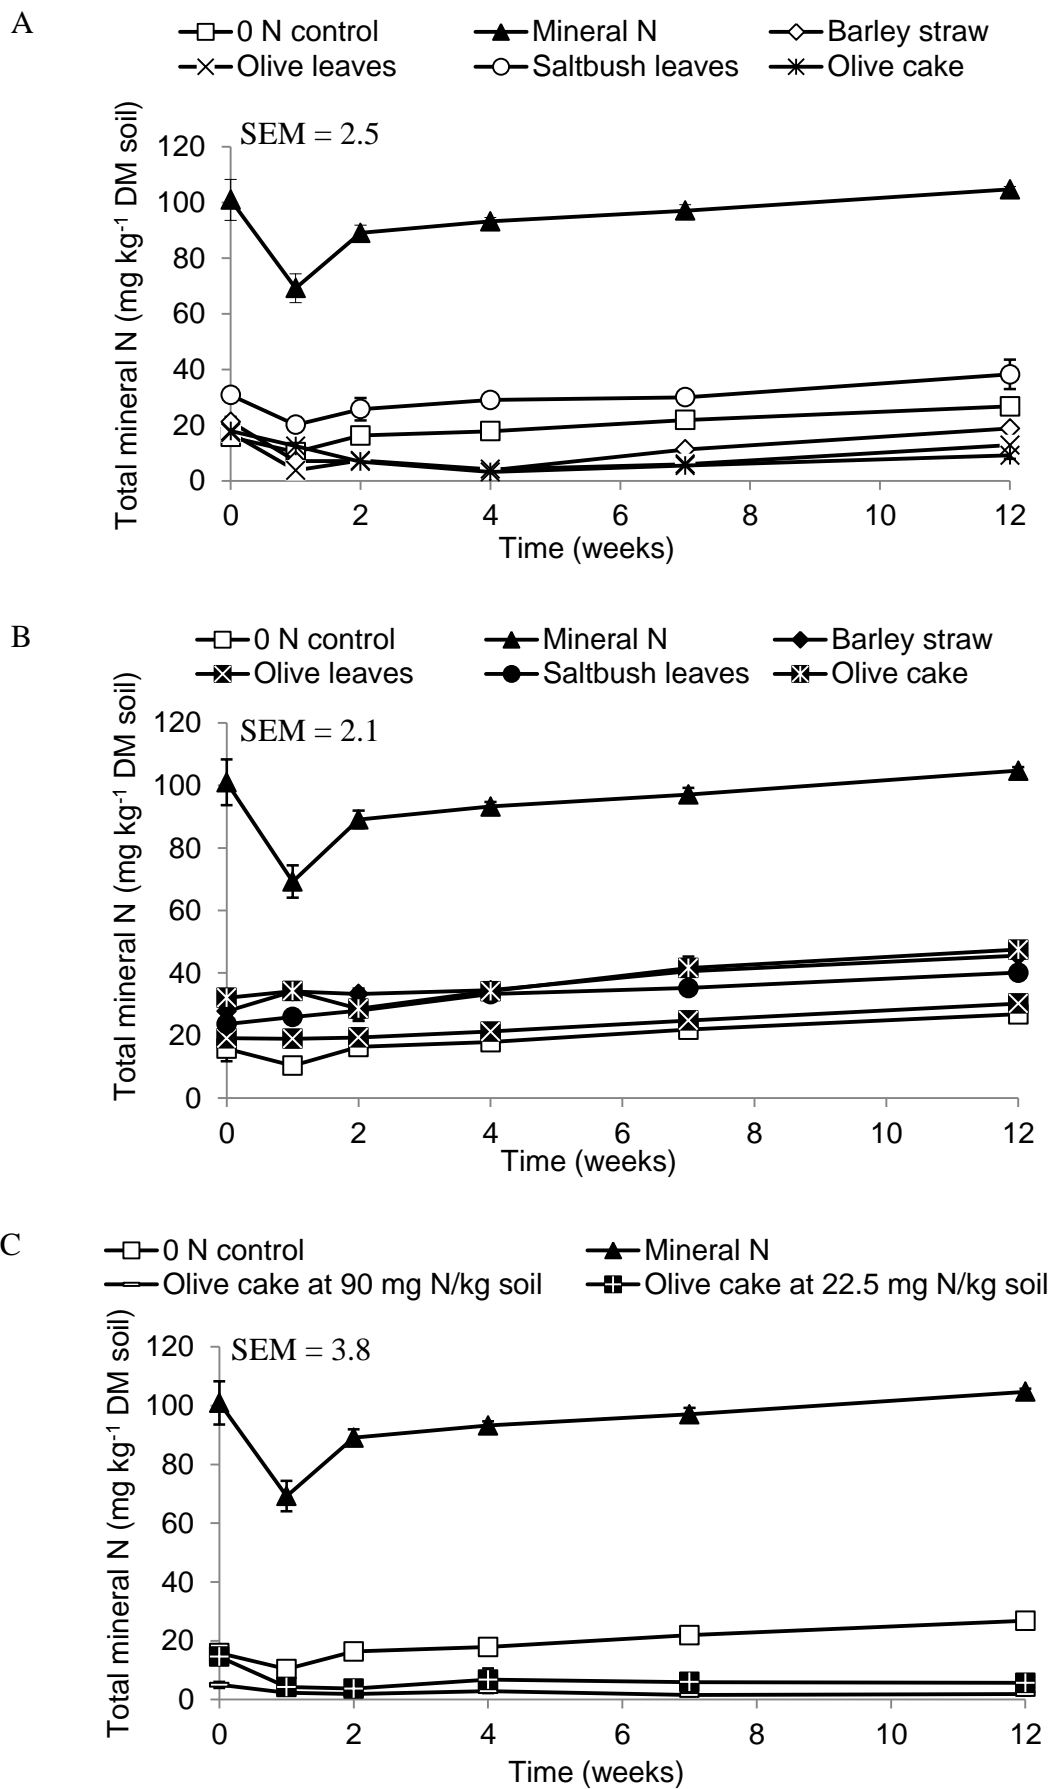 A
0 N control Mineral N Barley straw
Olive leaves Saltbush leaves Olive cake
SEM = 2.5
Total mineral N (mg kg⁻¹ DM soil)
120
100
80
60
40
20
0
0 2 4 6 8 10 12
Time (weeks)
B
0 N control Mineral N Barley straw
Olive leaves Saltbush leaves Olive cake
SEM = 2.1
Total mineral N (mg kg⁻¹ DM soil)
120
100
80
60
40
20
0
0 2 4 6 8 10 12
Time (weeks)
C
0 N control Mineral N
Olive cake at 90 mg N/kg soil Olive cake at 22.5 mg N/kg soil
SEM = 3.8
Total mineral N (mg kg⁻¹ DM soil)
120
100
80
60
40
20
0
0 2 4 6 8 10 12
Time (weeks)